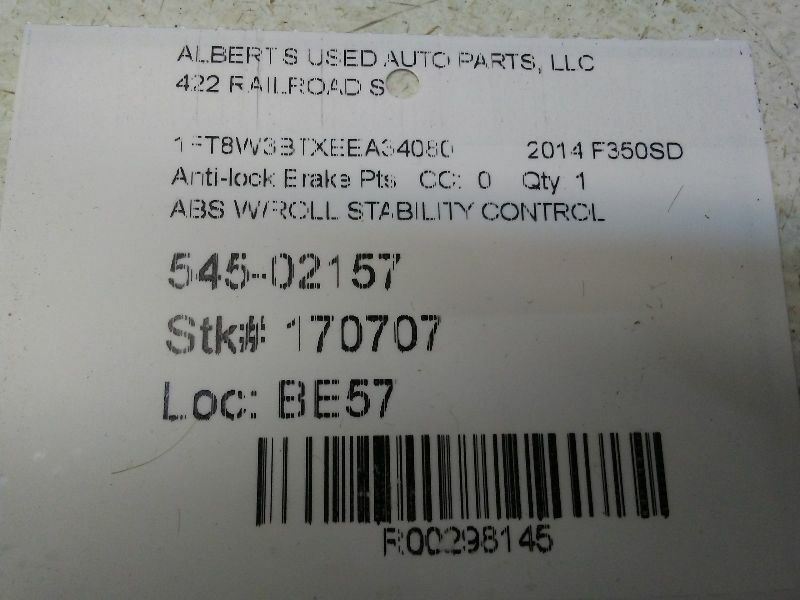 ALBERT'S USED AUTO PARTS, LLC
422 RAILROAD S
1FT8W3BTXEEA34080 2014 F350SD
Anti-lock Brake Pts CC: 0 Qty: 1
ABS W/ROLL STABILITY CONTROL
545-02157
Stk# 170707
Loc: BE57
R00298145